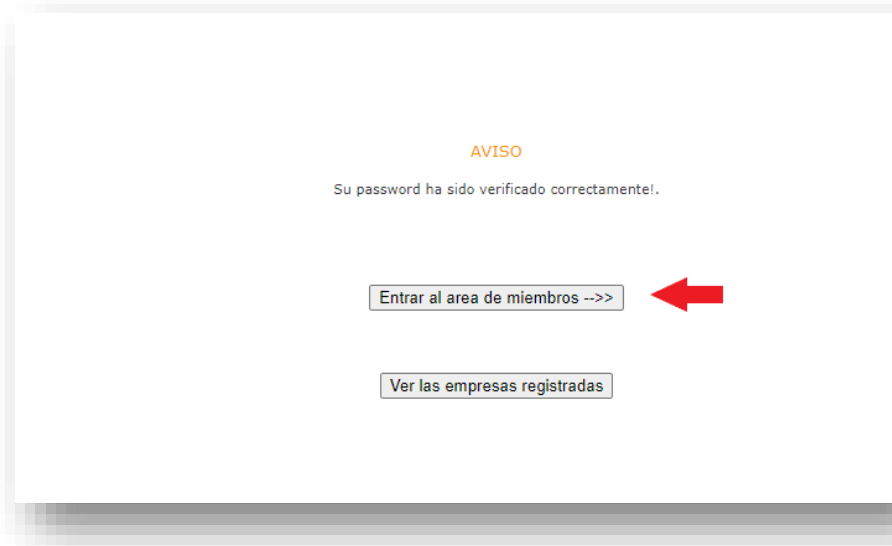 AVISO
Su password ha sido verificado correctamente!.
Entrar al area de miembros -->>
Ver las empresas registradas